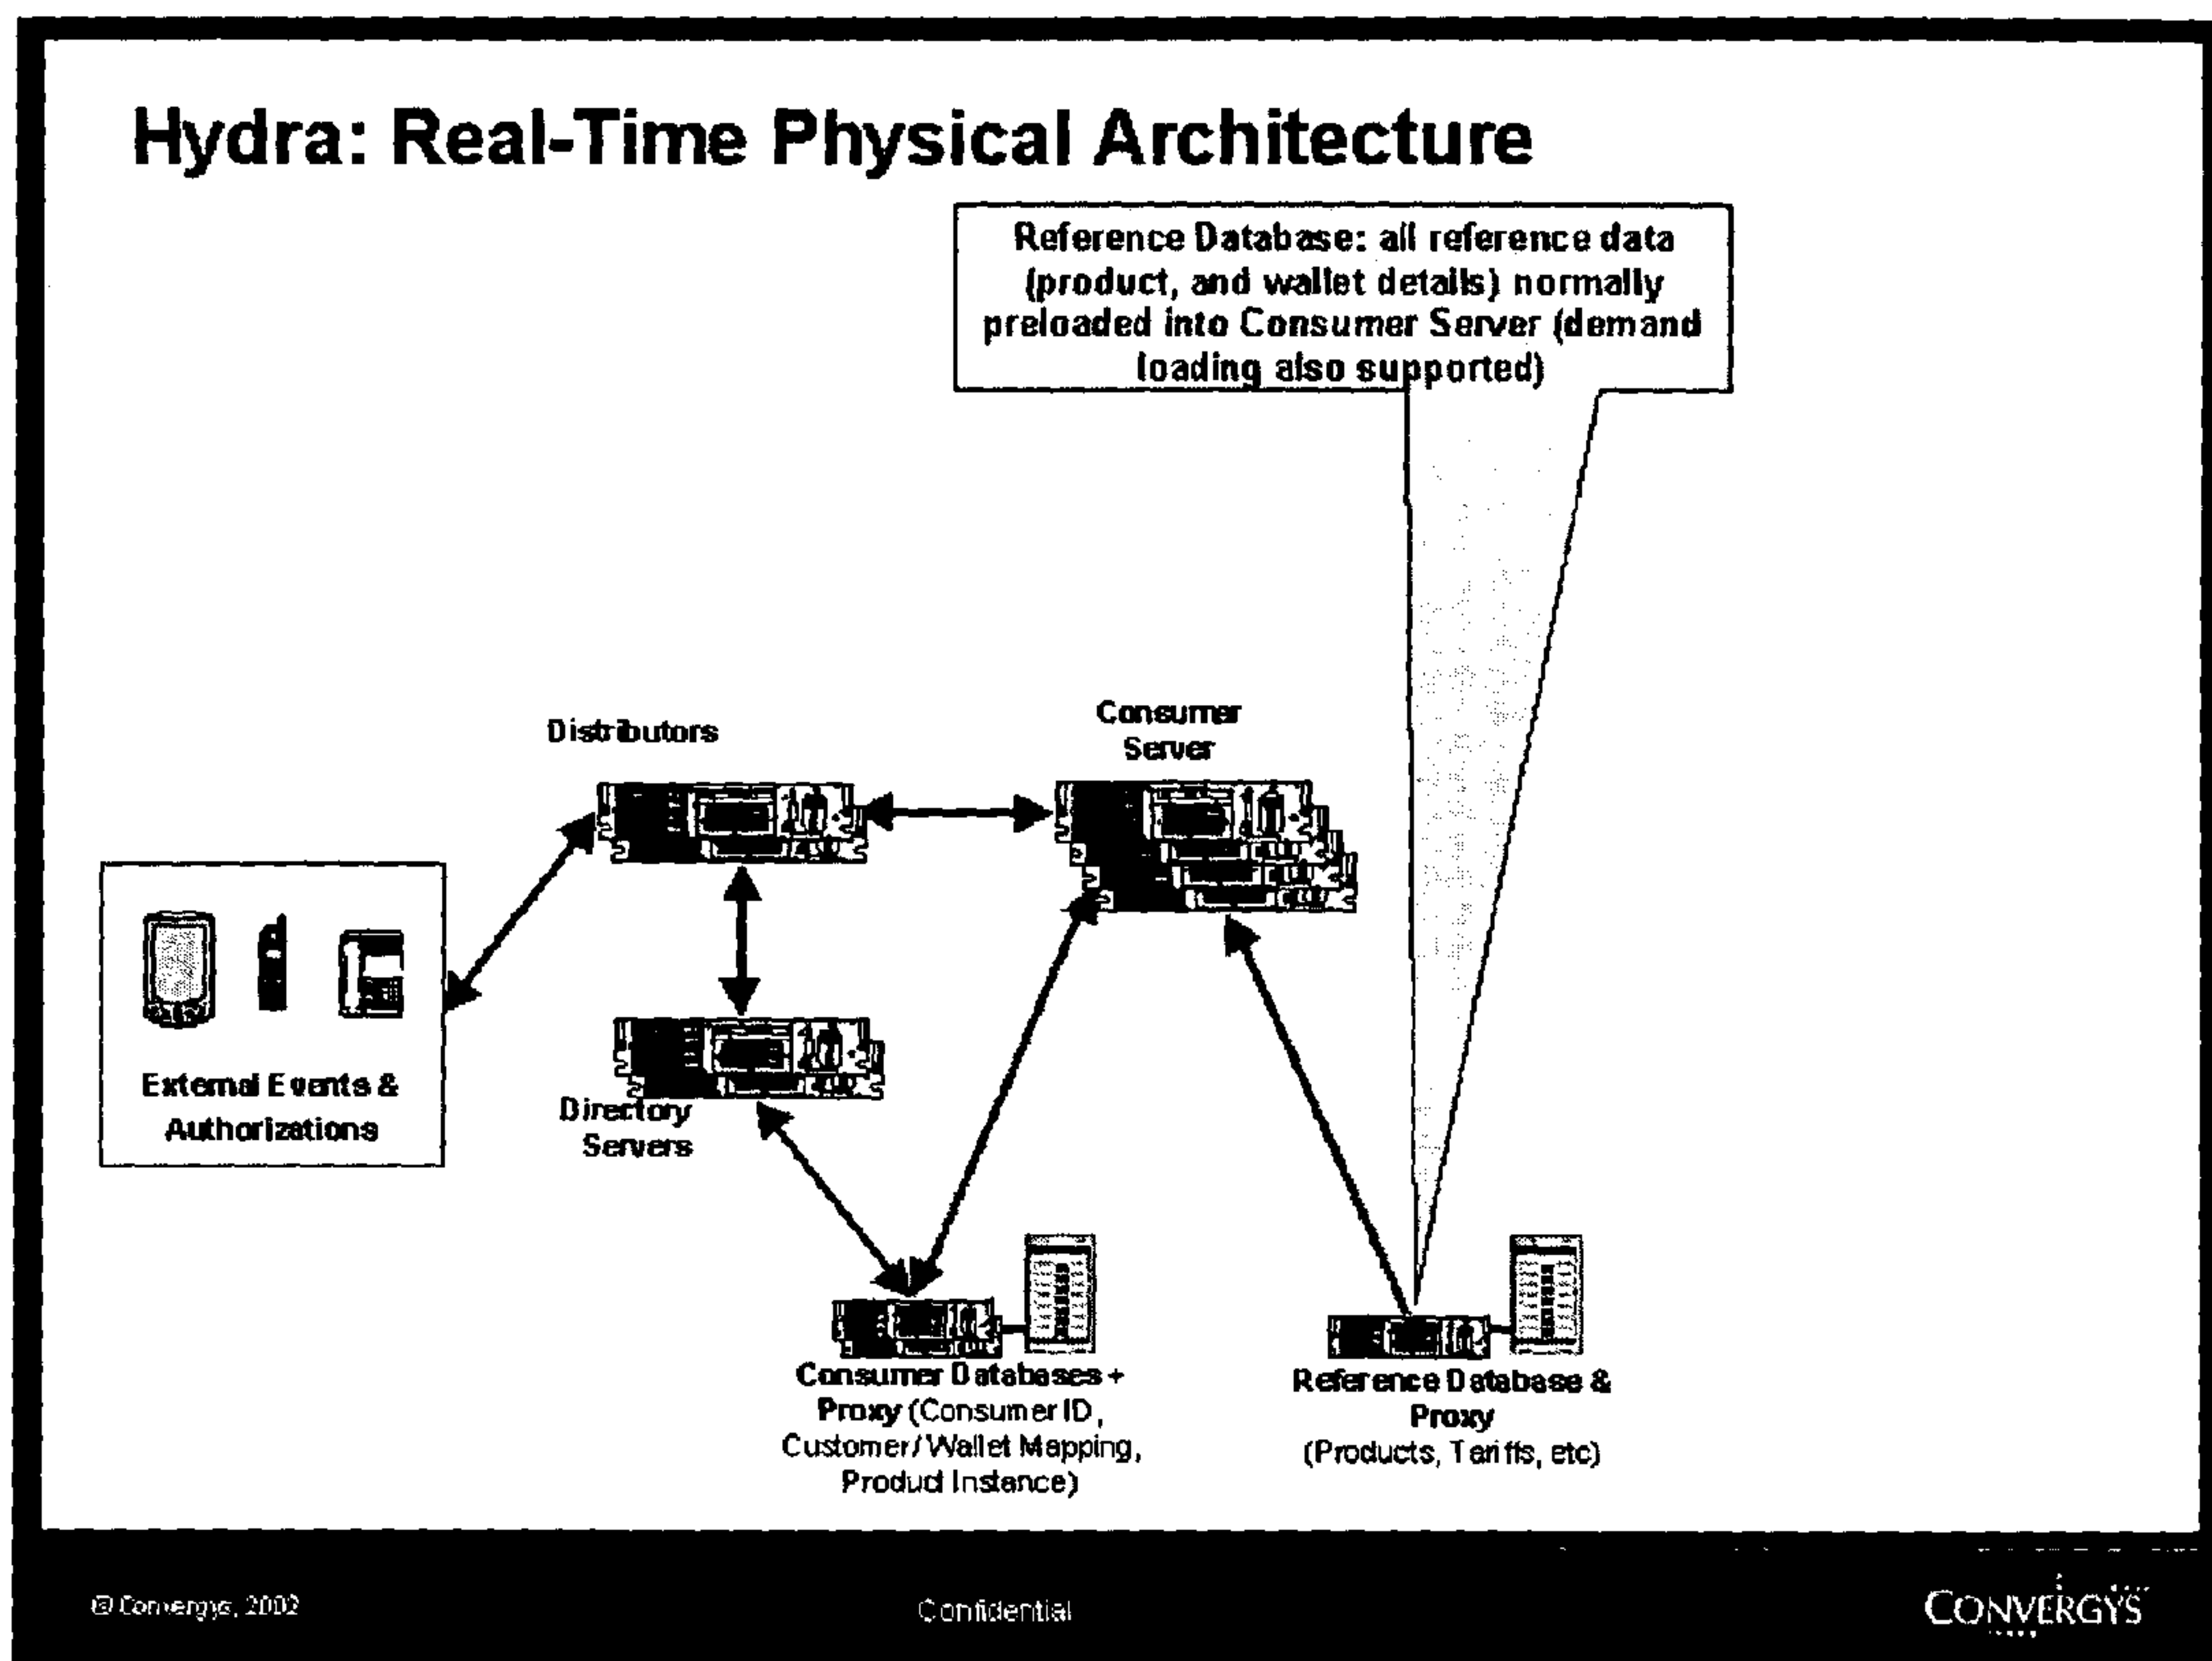 Hydra: Real-Time Physical Architecture
Reference Database: all reference data
(product, and wallet details) normally
preloaded into Consumer Server (demand
loading also supported)
Distributors
Consumer
Server
External Events &
Authorizations
Directory
Servers
Consumer Databases +
Proxy (Consumer ID,
Customer/Wallet Mapping,
Product Instance)
Reference Database &
Proxy
(Products, Tariffs, etc)
© Convergys, 2002
Confidential
CONVERGYS